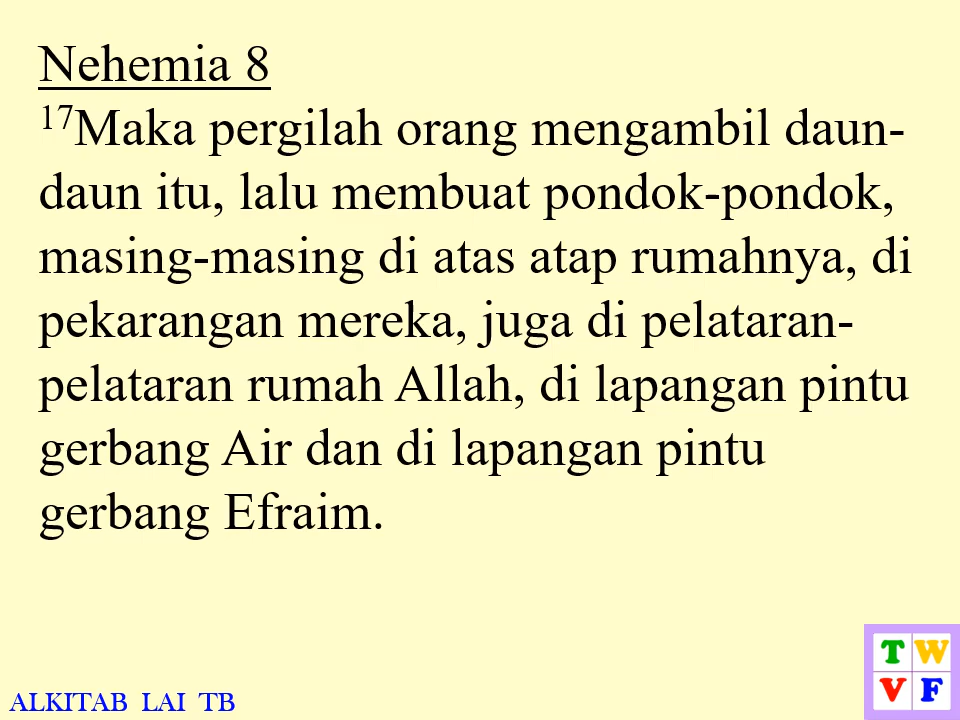 Nehemia 8
17Maka pergilah orang mengambil daun-
daun itu, lalu membuat pondok-pondok,
masing-masing di atas atap rumahnya, di
pekarangan mereka, juga di pelataran-
pelataran rumah Allah, di lapangan pintu
gerbang Air dan di lapangan pintu
gerbang Efraim.
ALKITAB LAI TB
T W
V F